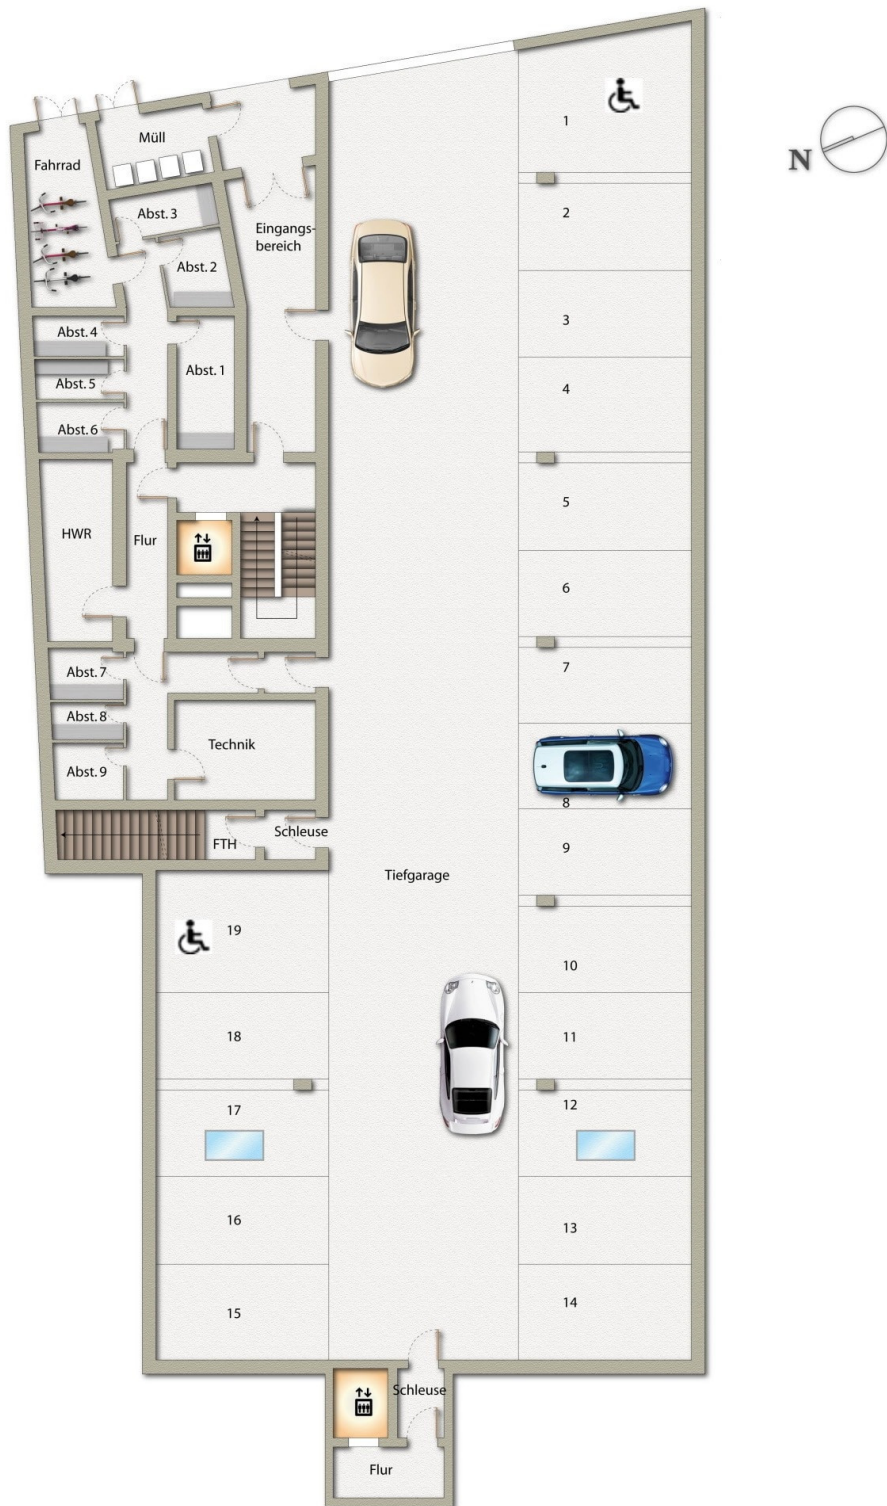 1
Müll
N
Fahrrad
Abst. 3
2
Eingangs-
bereich
Abst. 2
3
Abst. 4
Abst. 1
Abst. 5
4
Abst. 6
5
HWR
Flur
6
7
Abst. 7
Abst. 8
Technik
Abst. 9
8
Schleuse
FTH
9
Tiefgarage
19
10
18
11
17
12
16
13
15
14
Schleuse
Flur